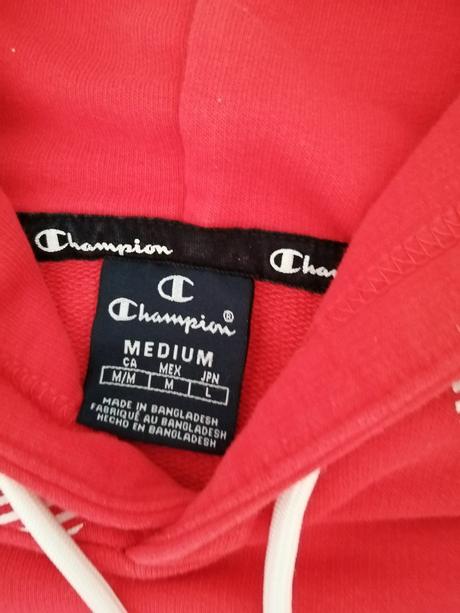 Champion
Cham
Champion®
MEDIUM
CA MEX JPN
M/M M L
MADE IN BANGLADESH
FABRIQUÉ AU BANGLADESH
HECHO EN BANGLADESH